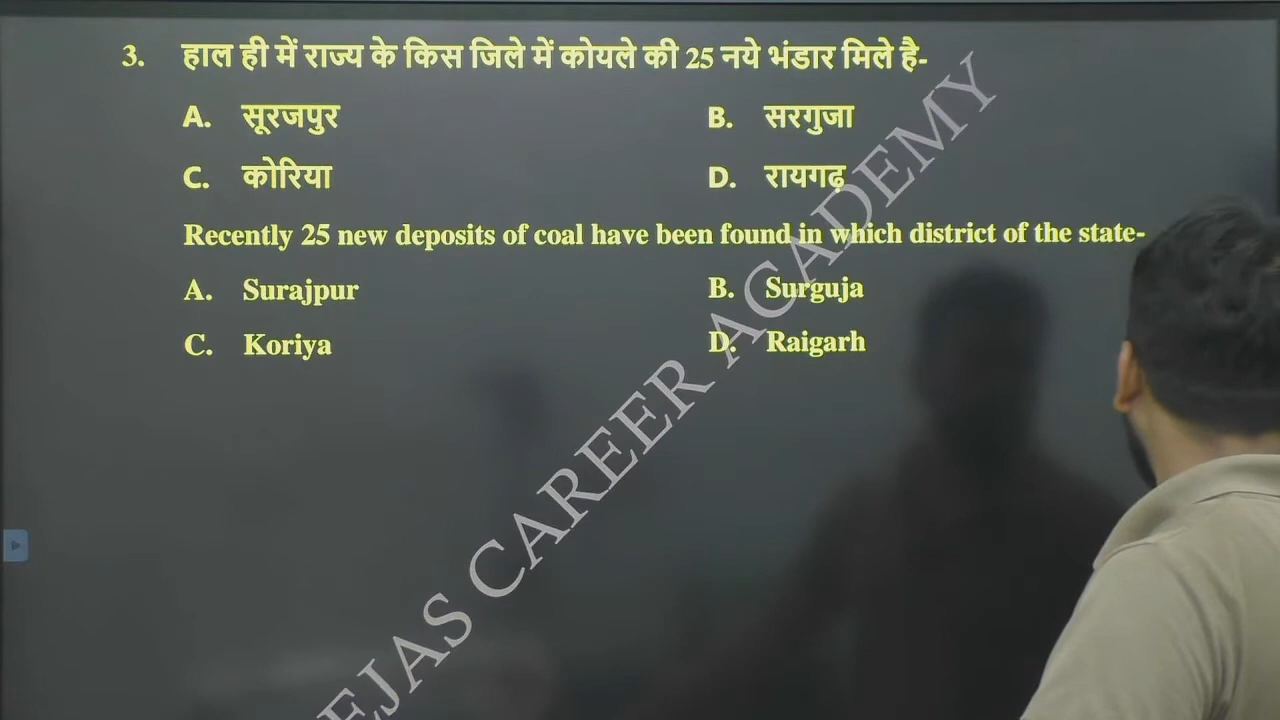 3. हाल ही में राज्य के किस जिले में कोयले की 25 नये भंडार मिले है-
A. सूरजपुर B. सरगुजा
C. कोरिया D. रायगढ़
Recently 25 new deposits of coal have been found in which district of the state-
A. Surajpur B. Surguja
C. Koriya D. Raigarh
EJAS CAREER ACADEMY